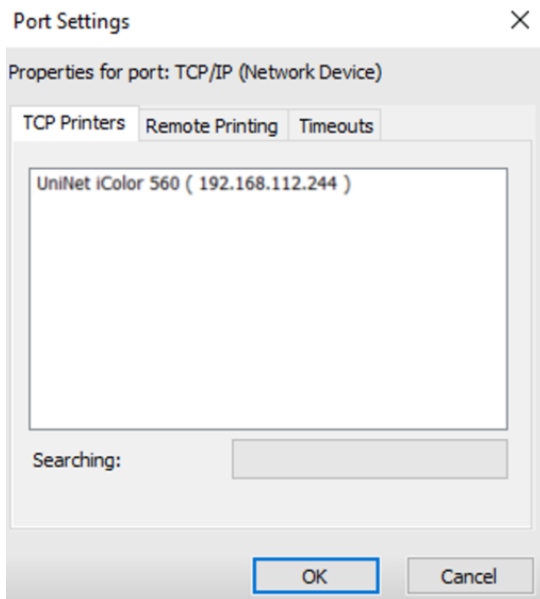 Port Settings
Properties for port: TCP/IP (Network Device)
TCP Printers Remote Printing Timeouts
UniNet iColor 560 ( 192.168.112.244 )
Searching:
OK Cancel